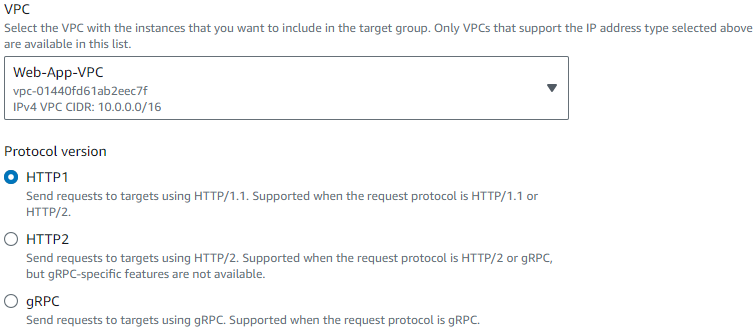 VPC
Select the VPC with the instances that you want to include in the target group. Only VPCs that support the IP address type selected above
are available in this list.
Web-App-VPC
vpc-01440fd61ab2eec7f
IPv4 VPC CIDR: 10.0.0.0/16
Protocol version
HTTP1
Send requests to targets using HTTP/1.1. Supported when the request protocol is HTTP/1.1 or
HTTP/2.
HTTP2
Send requests to targets using HTTP/2. Supported when the request protocol is HTTP/2 or gRPC,
but gRPC-specific features are not available.
gRPC
Send requests to targets using gRPC. Supported when the request protocol is gRPC.